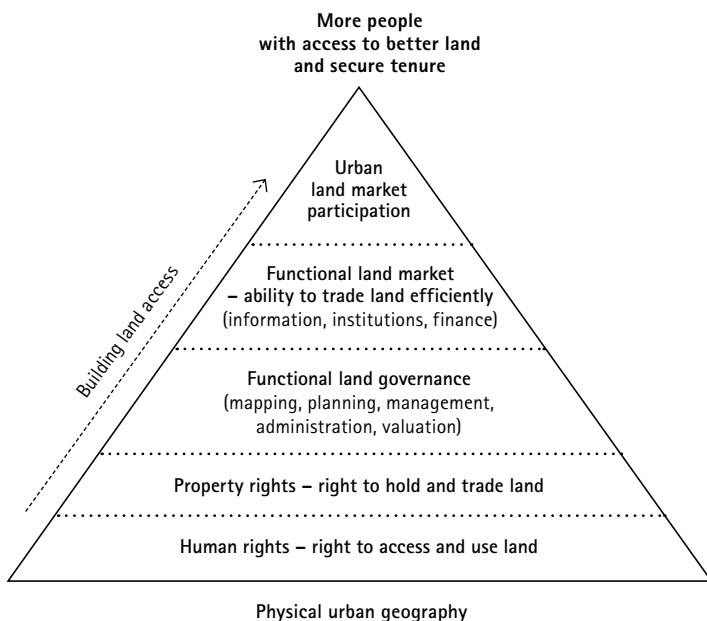 More people
with access to better land
and secure tenure
Urban
land market
participation
Building land access
Functional land market
– ability to trade land efficiently
(information, institutions, finance)
Functional land governance
(mapping, planning, management,
administration, valuation)
Property rights – right to hold and trade land
Human rights – right to access and use land
Physical urban geography